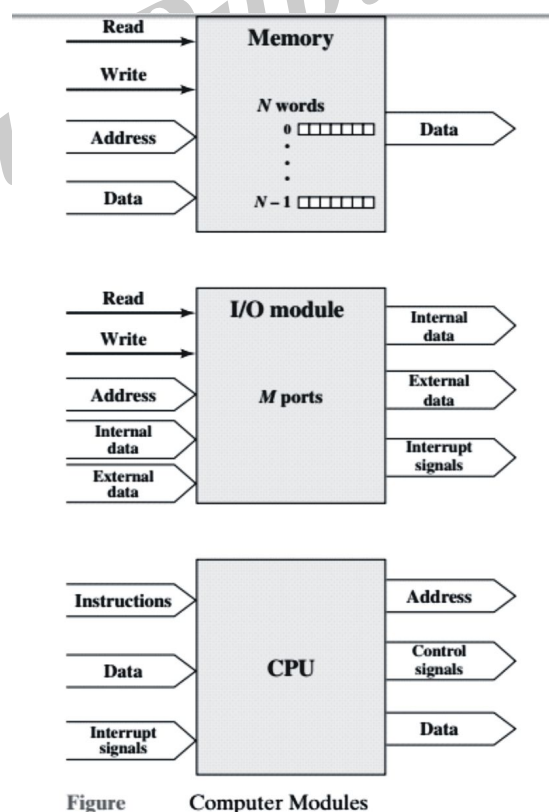 Read
Memory
Write
N words
0
Address
Data
Data
N – 1
Read
I/O module
Internal
data
Write
External
data
Address
M ports
Internal
data
Interrupt
signals
External
data
Instructions
Address
CPU
Control
signals
Data
Data
Interrupt
signals
Figure Computer Modules